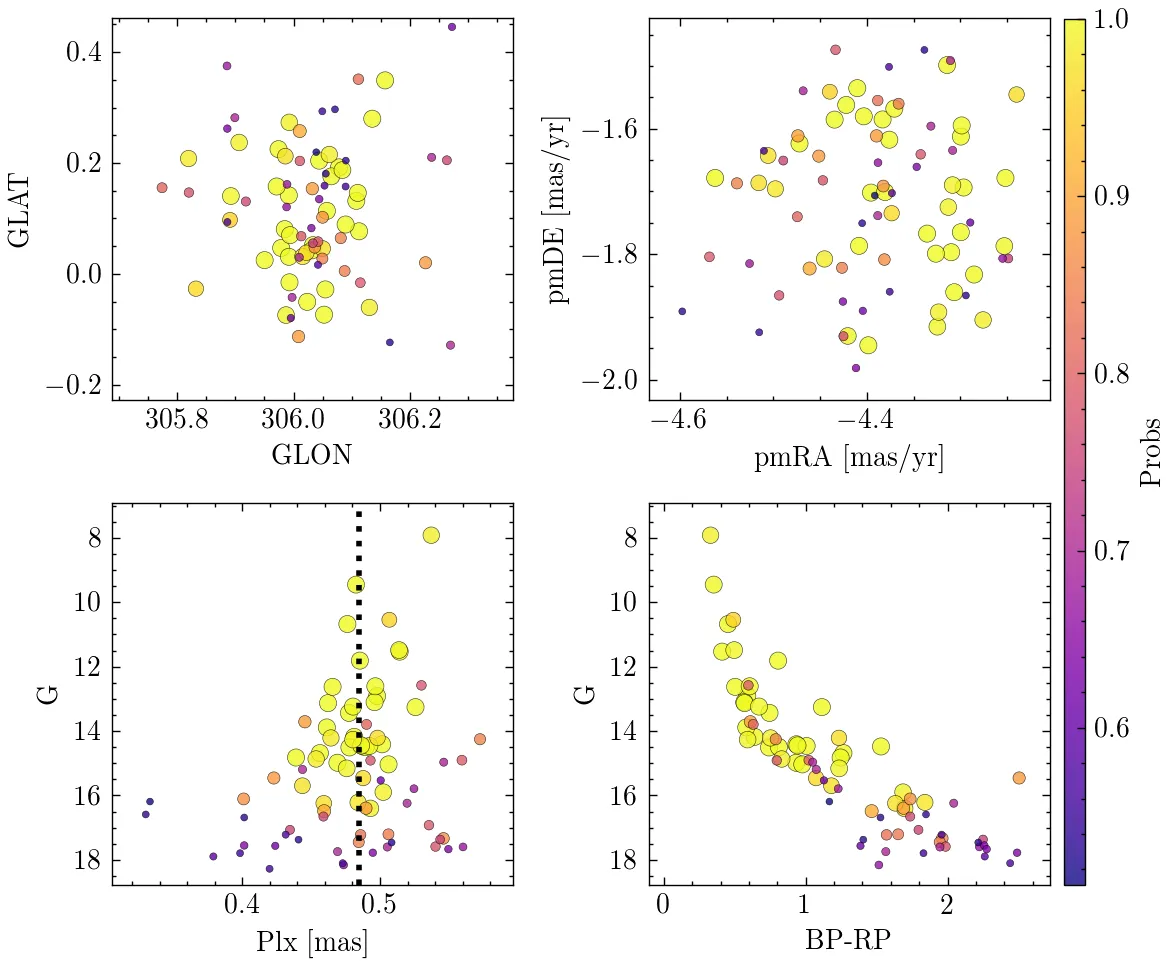 0.4
0.2
0.0
−0.2
GLAT
305.8 306.0 306.2
GLON
−1.6
−1.8
−2.0
pmDE [mas/yr]
−4.6 −4.4
pmRA [mas/yr]
8
10
12
14
16
18
G
0.4 0.5
Plx [mas]
8
10
12
14
16
18
G
0 1 2
BP-RP
1.0
0.9
0.8
0.7
0.6
Probs